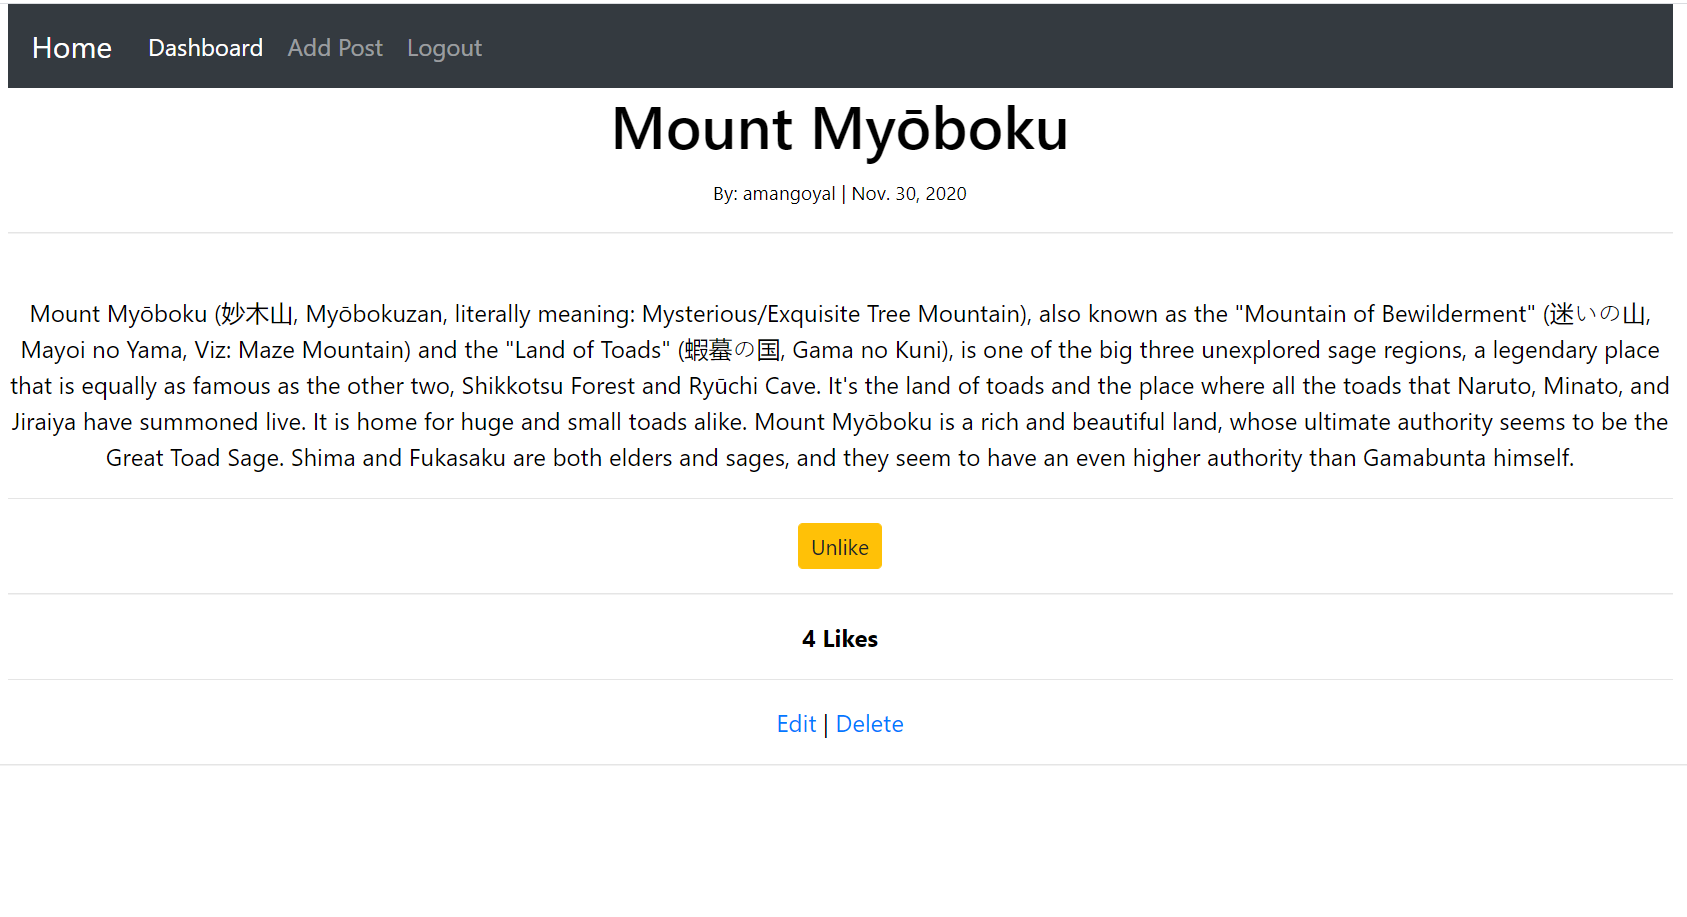 Home Dashboard Add Post Logout
Mount Myōboku
By: amangoyal | Nov. 30, 2020
Mount Myōboku (妙木山, Myōbokuzan, literally meaning: Mysterious/Exquisite Tree Mountain), also known as the "Mountain of Bewilderment" (迷いの山,
Mayoi no Yama, Viz: Maze Mountain) and the "Land of Toads" (蝦蟇の国, Gama no Kuni), is one of the big three unexplored sage regions, a legendary place
that is equally as famous as the other two, Shikkotsu Forest and Ryūchi Cave. It's the land of toads and the place where all the toads that Naruto, Minato, and
Jiraiya have summoned live. It is home for huge and small toads alike. Mount Myōboku is a rich and beautiful land, whose ultimate authority seems to be the
Great Toad Sage. Shima and Fukasaku are both elders and sages, and they seem to have an even higher authority than Gamabunta himself.
Unlike
4 Likes
Edit | Delete